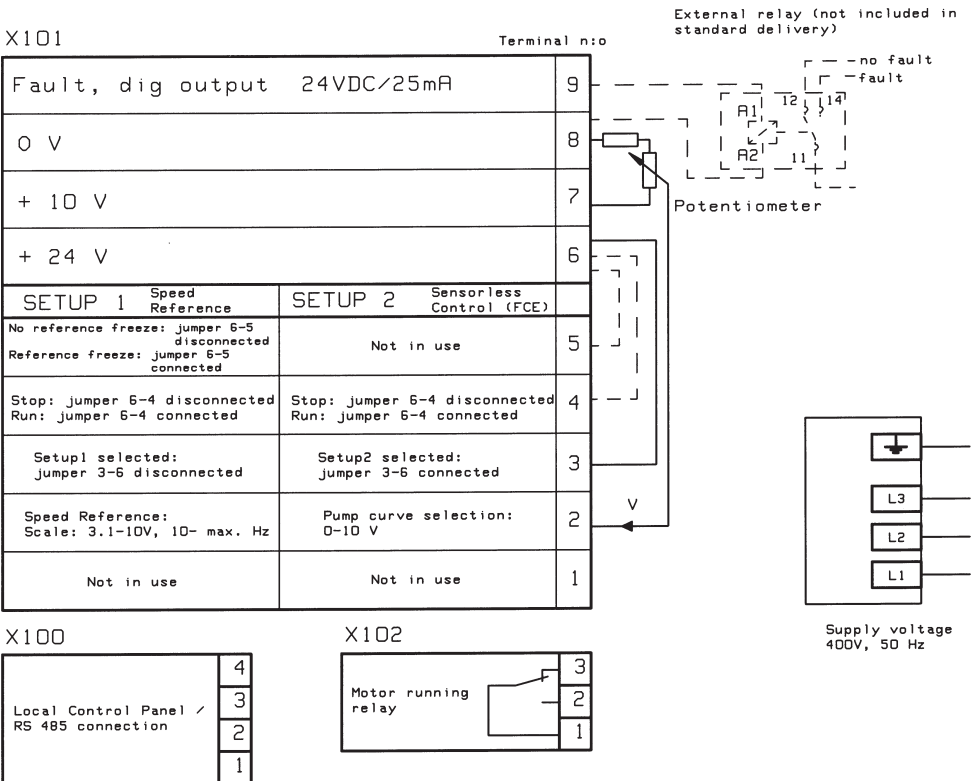 External relay (not included in
standard delivery)
X101
Terminal n:o
no fault
fault
Fault, dig output 24VDC/25mA 9
A1 12 14
A2 11
0 V 8
+ 10 V 7
Potentiometer
+ 24 V 6
SETUP 1 Speed
Reference
SETUP 2 Sensorless
Control (FCE)
No reference freeze: jumper 6-5
disconnected
Reference freeze: jumper 6-5
connected
Not in use 5
Stop: jumper 6-4 disconnected
Run: jumper 6-4 connected
Stop: jumper 6-4 disconnected
Run: jumper 6-4 connected
4
Setup1 selected:
jumper 3-6 disconnected
Setup2 selected:
jumper 3-6 connected
3
Speed Reference:
Scale: 3.1-10V, 10- max. Hz
Pump curve selection:
0-10 V
2
V
Not in use Not in use 1
L3
L2
L1
Supply voltage
400V, 50 Hz
X100
Local Control Panel /
RS 485 connection
4
3
2
1
X102
Motor running
relay
3
2
1